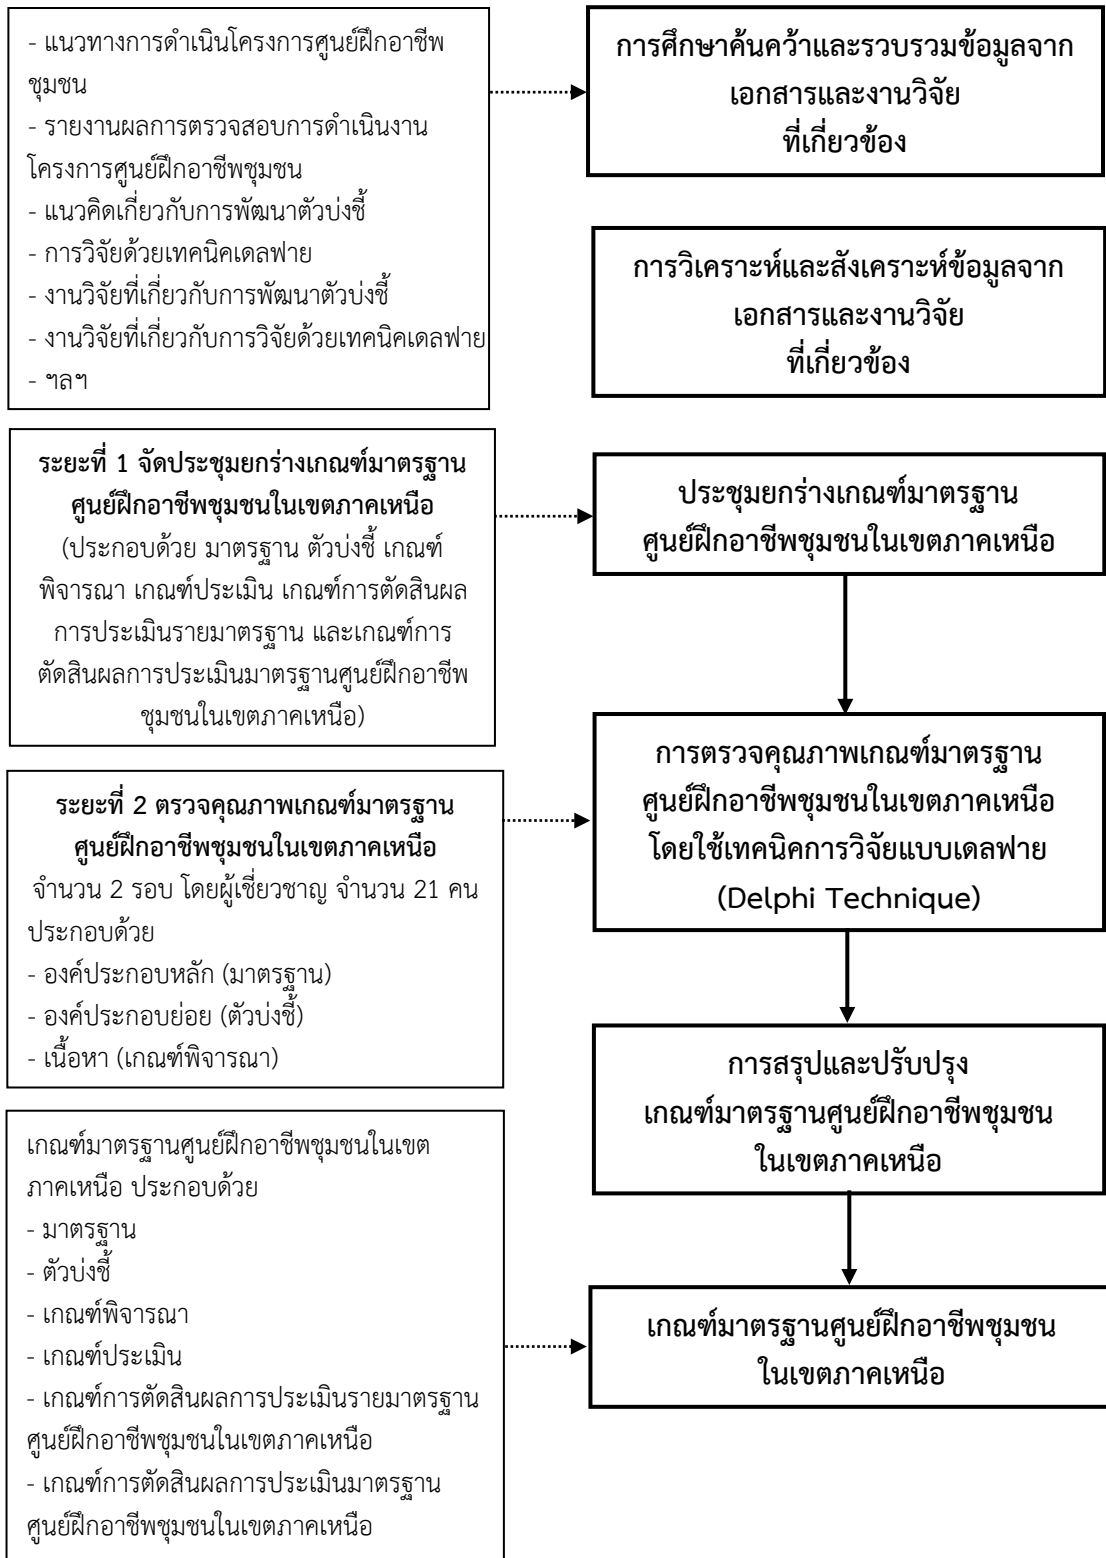 - แนวทางการดำเนินโครงการศูนย์ฝึกอาชีพ
ชุมชน
- รายงานผลการตรวจสอบการดำเนินงาน
โครงการศูนย์ฝึกอาชีพชุมชน
- แนวคิดเกี่ยวกับการพัฒนาตัวบ่งชี้
- การวิจัยด้วยเทคนิคเดลฟาย
- งานวิจัยที่เกี่ยวกับการพัฒนาตัวบ่งชี้
- งานวิจัยที่เกี่ยวกับการวิจัยด้วยเทคนิคเดลฟาย
- ฯลฯ
การศึกษาค้นคว้าและรวบรวมข้อมูลจาก
เอกสารและงานวิจัย
ที่เกี่ยวข้อง
การวิเคราะห์และสังเคราะห์ข้อมูลจาก
เอกสารและงานวิจัย
ที่เกี่ยวข้อง
ระยะที่ 1 จัดประชุมยกร่างเกณฑ์มาตรฐาน
ศูนย์ฝึกอาชีพชุมชนในเขตภาคเหนือ
(ประกอบด้วย มาตรฐาน ตัวบ่งชี้ เกณฑ์
พิจารณา เกณฑ์ประเมิน เกณฑ์การตัดสินผล
การประเมินรายมาตรฐาน และเกณฑ์การ
ตัดสินผลการประเมินมาตรฐานศูนย์ฝึกอาชีพ
ชุมชนในเขตภาคเหนือ)
ประชุมยกร่างเกณฑ์มาตรฐาน
ศูนย์ฝึกอาชีพชุมชนในเขตภาคเหนือ
ระยะที่ 2 ตรวจคุณภาพเกณฑ์มาตรฐาน
ศูนย์ฝึกอาชีพชุมชนในเขตภาคเหนือ
จำนวน 2 รอบ โดยผู้เชี่ยวชาญ จำนวน 21 คน
ประกอบด้วย
- องค์ประกอบหลัก (มาตรฐาน)
- องค์ประกอบย่อย (ตัวบ่งชี้)
- เนื้อหา (เกณฑ์พิจารณา)
การตรวจคุณภาพเกณฑ์มาตรฐาน
ศูนย์ฝึกอาชีพชุมชนในเขตภาคเหนือ
โดยใช้เทคนิคการวิจัยแบบเดลฟาย
(Delphi Technique)
การสรุปและปรับปรุง
เกณฑ์มาตรฐานศูนย์ฝึกอาชีพชุมชน
ในเขตภาคเหนือ
เกณฑ์มาตรฐานศูนย์ฝึกอาชีพชุมชนในเขต
ภาคเหนือ ประกอบด้วย
- มาตรฐาน
- ตัวบ่งชี้
- เกณฑ์พิจารณา
- เกณฑ์ประเมิน
- เกณฑ์การตัดสินผลการประเมินรายมาตรฐาน
ศูนย์ฝึกอาชีพชุมชนในเขตภาคเหนือ
- เกณฑ์การตัดสินผลการประเมินมาตรฐาน
ศูนย์ฝึกอาชีพชุมชนในเขตภาคเหนือ
เกณฑ์มาตรฐานศูนย์ฝึกอาชีพชุมชน
ในเขตภาคเหนือ